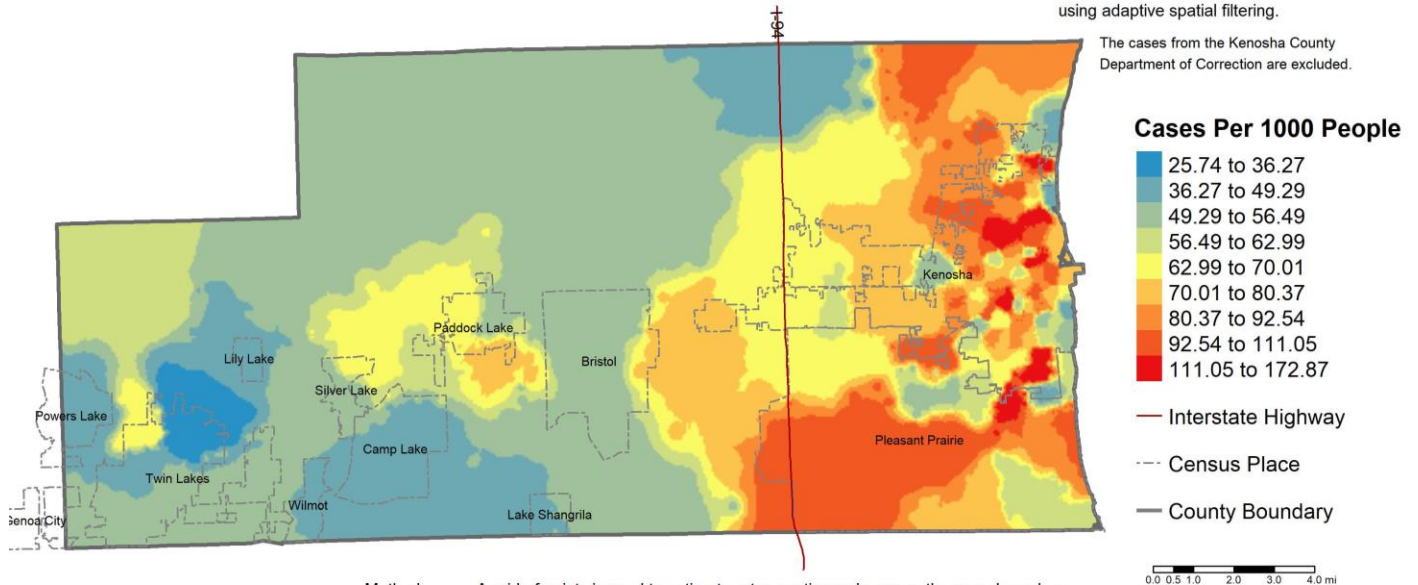 using adaptive spatial filtering.
The cases from the Kenosha County
Department of Correction are excluded.
I-94
Cases Per 1000 People
25.74 to 36.27
36.27 to 49.29
49.29 to 56.49
56.49 to 62.99
62.99 to 70.01
70.01 to 80.37
80.37 to 92.54
92.54 to 111.05
111.05 to 172.87
Interstate Highway
Census Place
County Boundary
0.0 0.5 1.0 2.0 3.0 4.0 mi
Kenosha
Paddock Lake
Lily Lake
Bristol
Silver Lake
Powers Lake
Pleasant Prairie
Camp Lake
Twin Lakes
Wilmot
Lake Shangrila
Genoa City